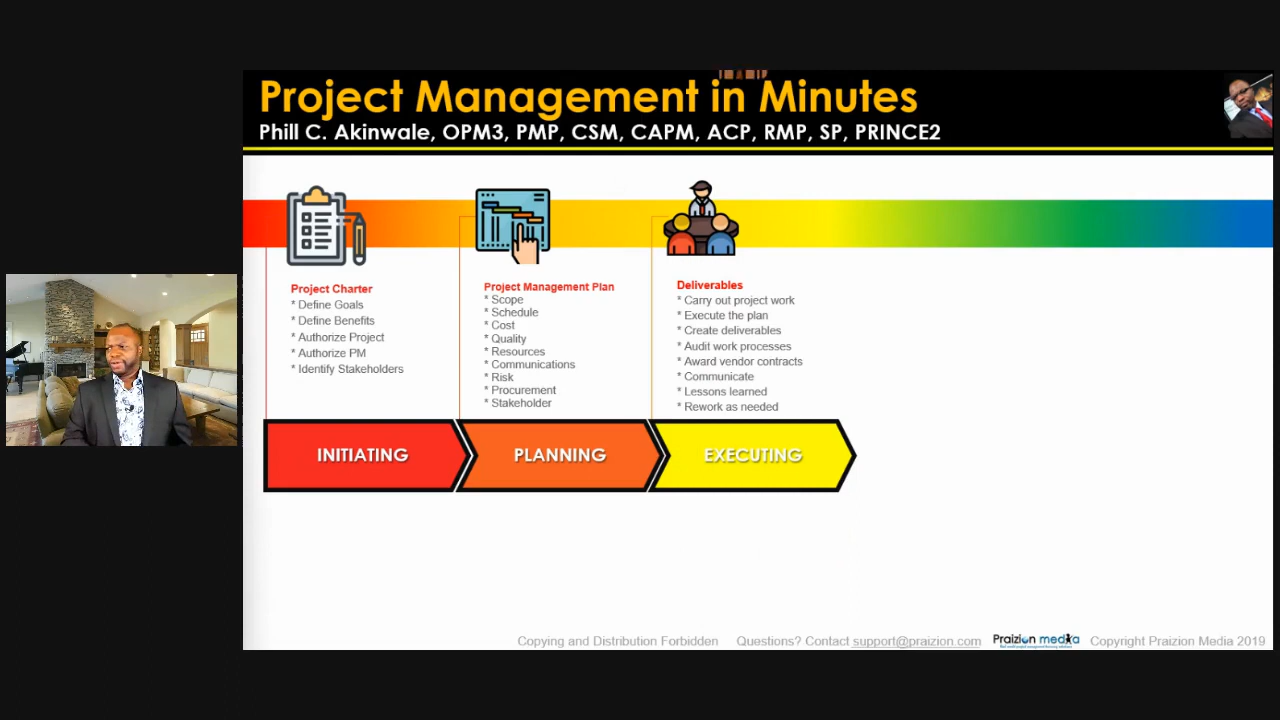 Project Management in Minutes
Phill C. Akinwale, OPM3, PMP, CSM, CAPM, ACP, RMP, SP, PRINCE2
Project Charter
* Define Goals
* Define Benefits
* Authorize Project
* Authorize PM
* Identify Stakeholders
Project Management Plan
* Scope
* Schedule
* Cost
* Quality
* Resources
* Communications
* Risk
* Procurement
* Stakeholder
Deliverables
* Carry out project work
* Execute the plan
* Create deliverables
* Audit work processes
* Award vendor contracts
* Communicate
* Lessons learned
* Rework as needed
INITIATING
PLANNING
EXECUTING
Copying and Distribution Forbidden Questions? Contact support@praizion.com Praizion media Copyright Praizion Media 2019